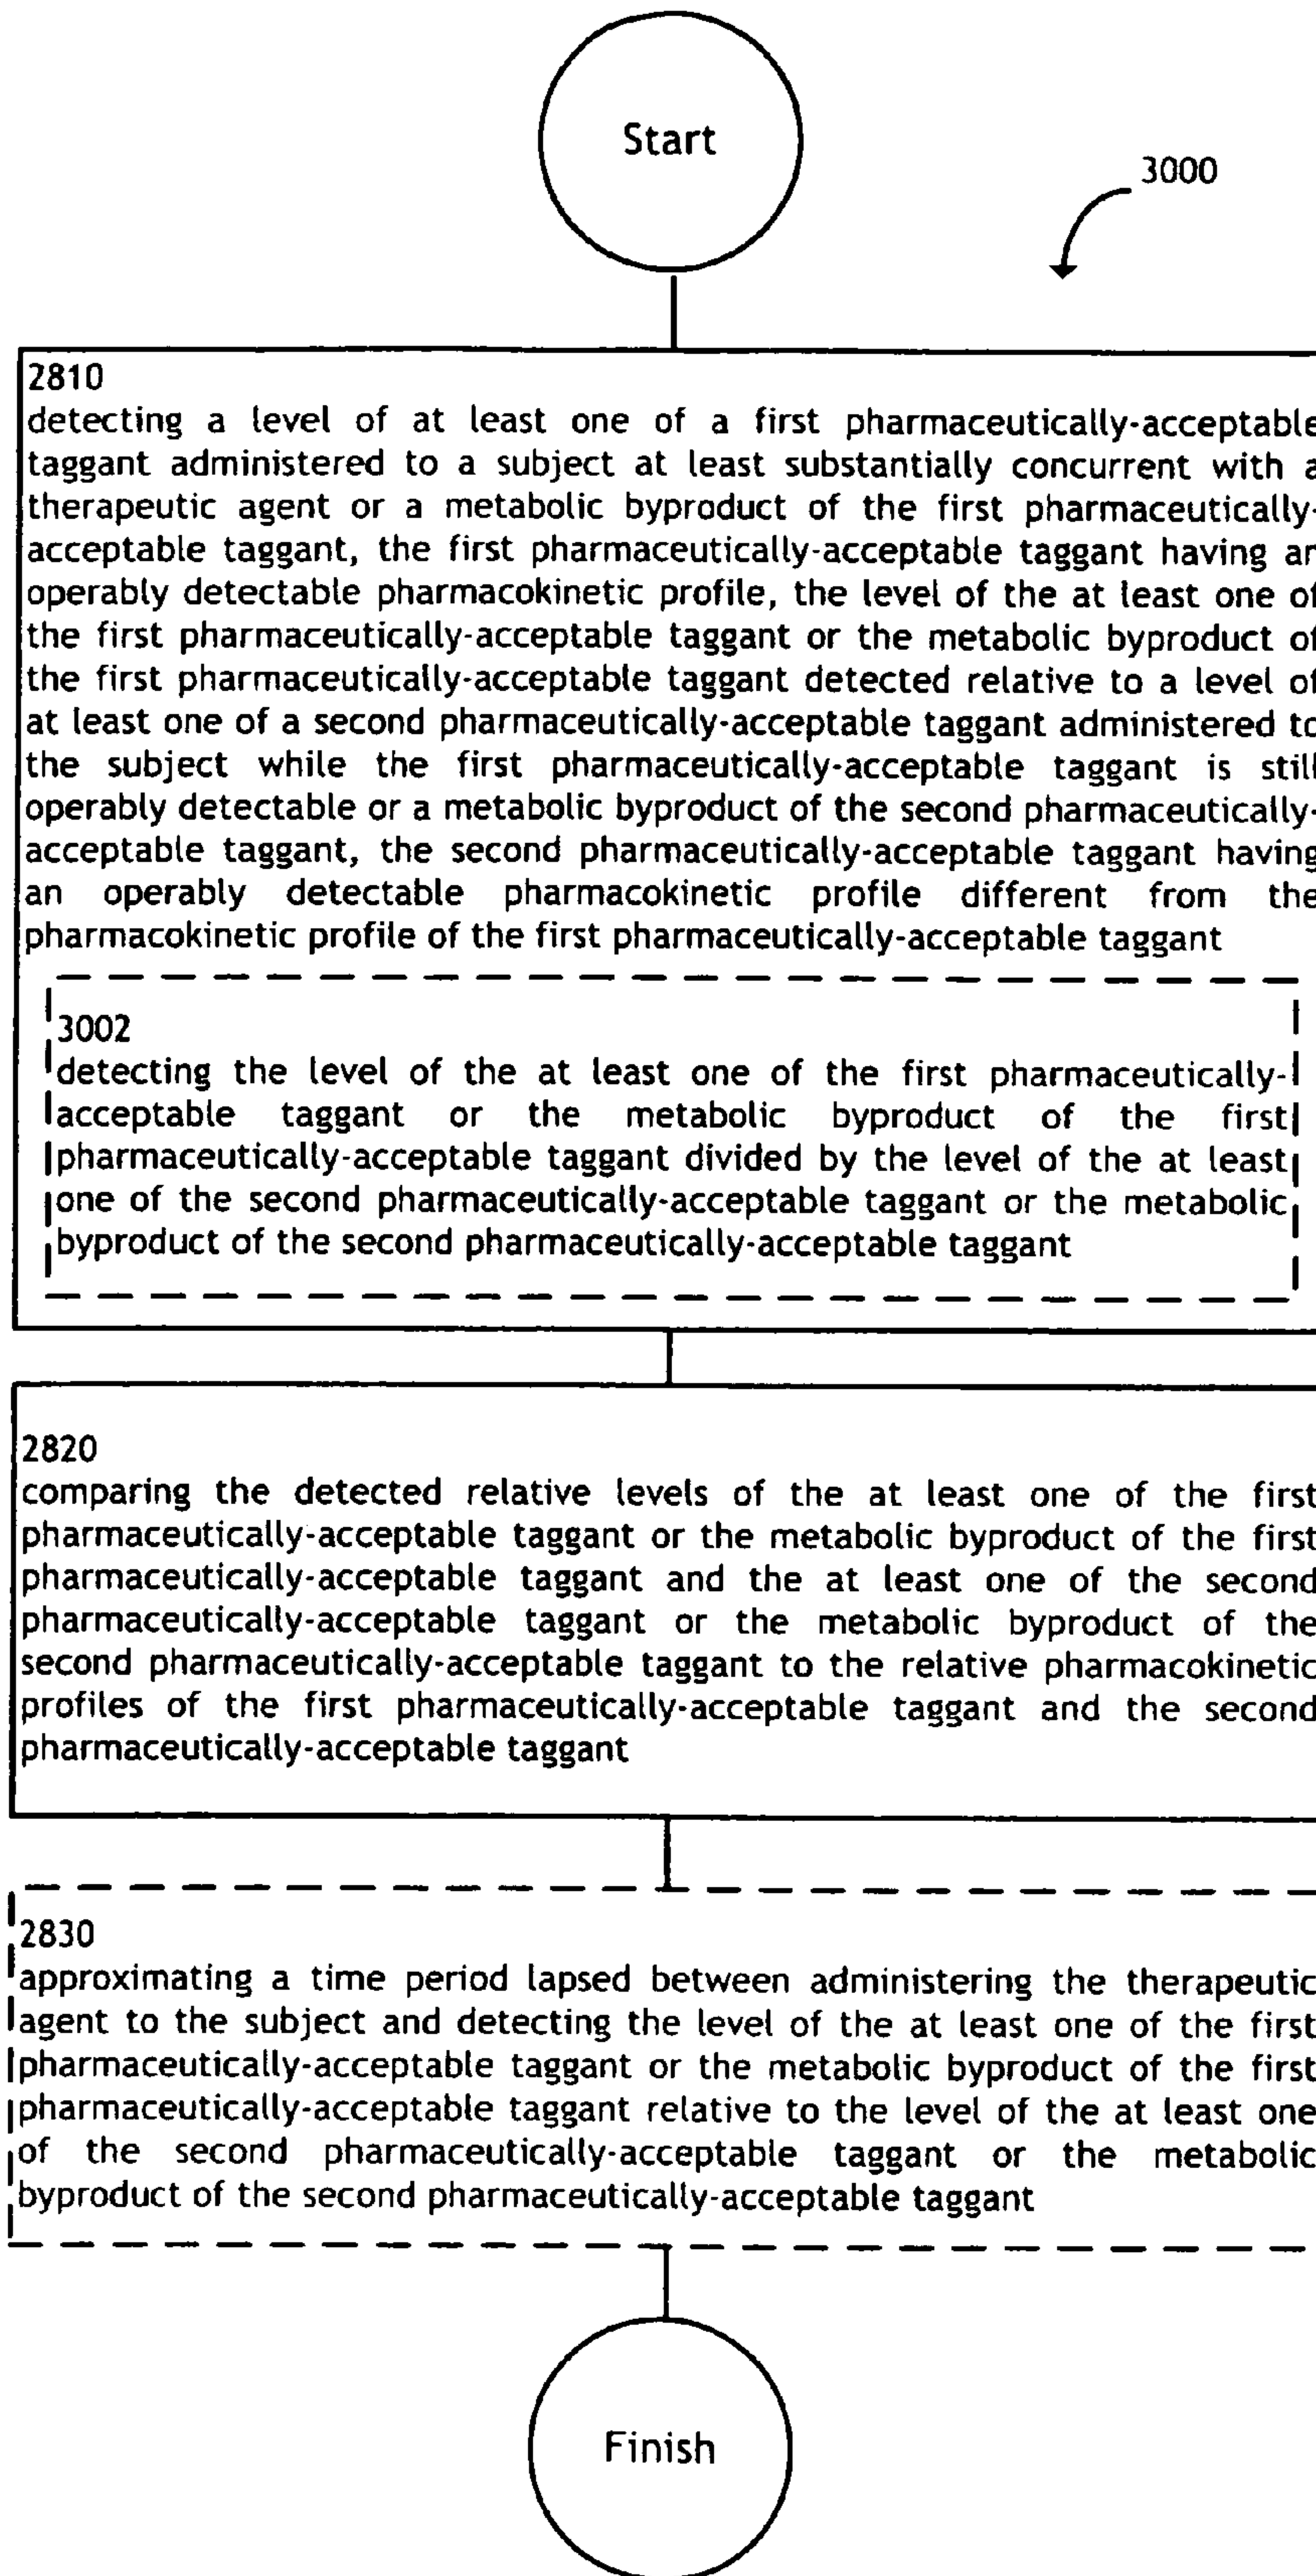 Start
3000
2810
detecting a level of at least one of a first pharmaceutically-acceptable
taggant administered to a subject at least substantially concurrent with a
therapeutic agent or a metabolic byproduct of the first pharmaceutically-
acceptable taggant, the first pharmaceutically-acceptable taggant having an
operably detectable pharmacokinetic profile, the level of the at least one of
the first pharmaceutically-acceptable taggant or the metabolic byproduct of
the first pharmaceutically-acceptable taggant detected relative to a level of
at least one of a second pharmaceutically-acceptable taggant administered to
the subject while the first pharmaceutically-acceptable taggant is still
operably detectable or a metabolic byproduct of the second pharmaceutically-
acceptable taggant, the second pharmaceutically-acceptable taggant having
an operably detectable pharmacokinetic profile different from the
pharmacokinetic profile of the first pharmaceutically-acceptable taggant
3002
detecting the level of the at least one of the first pharmaceutically-
acceptable taggant or the metabolic byproduct of the first
pharmaceutically-acceptable taggant divided by the level of the at least
one of the second pharmaceutically-acceptable taggant or the metabolic
byproduct of the second pharmaceutically-acceptable taggant
2820
comparing the detected relative levels of the at least one of the first
pharmaceutically-acceptable taggant or the metabolic byproduct of the first
pharmaceutically-acceptable taggant and the at least one of the second
pharmaceutically-acceptable taggant or the metabolic byproduct of the
second pharmaceutically-acceptable taggant to the relative pharmacokinetic
profiles of the first pharmaceutically-acceptable taggant and the second
pharmaceutically-acceptable taggant
2830
approximating a time period lapsed between administering the therapeutic
agent to the subject and detecting the level of the at least one of the first
pharmaceutically-acceptable taggant or the metabolic byproduct of the first
pharmaceutically-acceptable taggant relative to the level of the at least one
of the second pharmaceutically-acceptable taggant or the metabolic
byproduct of the second pharmaceutically-acceptable taggant
Finish